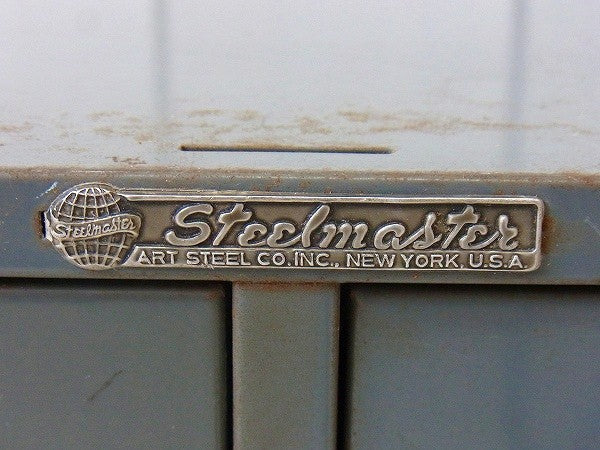 Steelmaster
Steelmaster
ART STEEL CO. INC., NEW YORK, U.S.A.